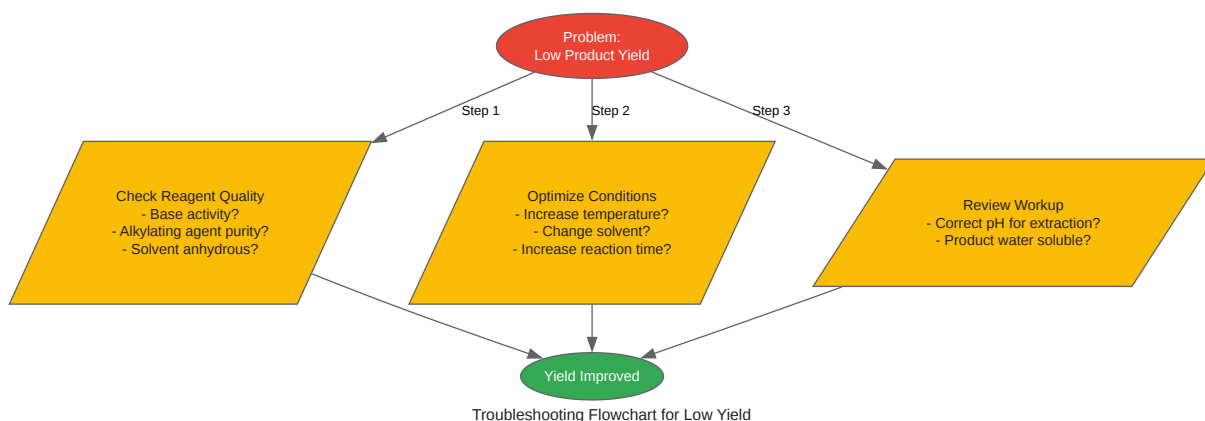 Problem:
Low Product Yield
Step 1
Step 2
Step 3
Check Reagent Quality
- Base activity?
- Alkylating agent purity?
- Solvent anhydrous?
Optimize Conditions
- Increase temperature?
- Change solvent?
- Increase reaction time?
Review Workup
- Correct pH for extraction?
- Product water soluble?
Yield Improved
Troubleshooting Flowchart for Low Yield